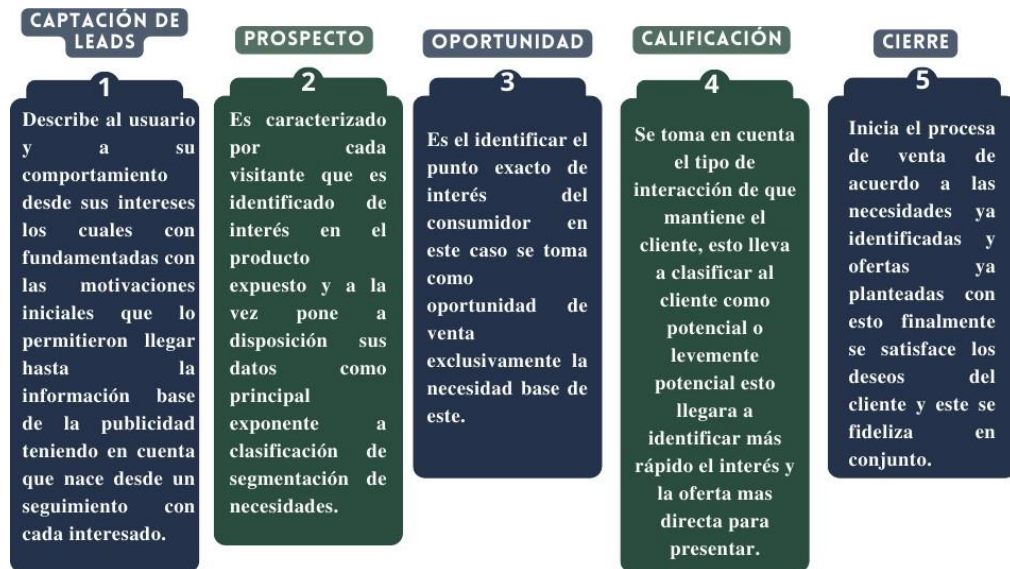 CAPTACIÓN DE
LEADS
1
Describe al usuario
y a su
comportamiento
desde sus intereses
los cuales con
fundamentadas con
las motivaciones
iniciales que lo
permitieron llegar
hasta la
información base
de la publicidad
teniendo en cuenta
que nace desde un
seguimiento con
cada interesado.
PROSPECTO
2
Es caracterizado
por cada
visitante que es
identificado de
interés en el
producto
expuesto y a la
vez pone a
disposición sus
datos como
principal
exponente a
clasificación de
segmentación de
necesidades.
OPORTUNIDAD
3
Es el identificar el
punto exacto de
interés del
consumidor en
este caso se toma
como
oportunidad de
venta
exclusivamente la
necesidad base de
este.
CALIFICACIÓN
4
Se toma en cuenta
el tipo de
interacción de que
mantiene el
cliente, esto lleva
a clasificar al
cliente como
potencial o
levemente
potencial esto
llegara a
identificar más
rápido el interés y
la oferta mas
directa para
presentar.
CIERRE
5
Inicia el procesa
de venta de
acuerdo a las
necesidades ya
identificadas y
ofertas ya
planteadas con
esto finalmente
se satisface los
deseos del
cliente y este se
fideliza en
conjunto.